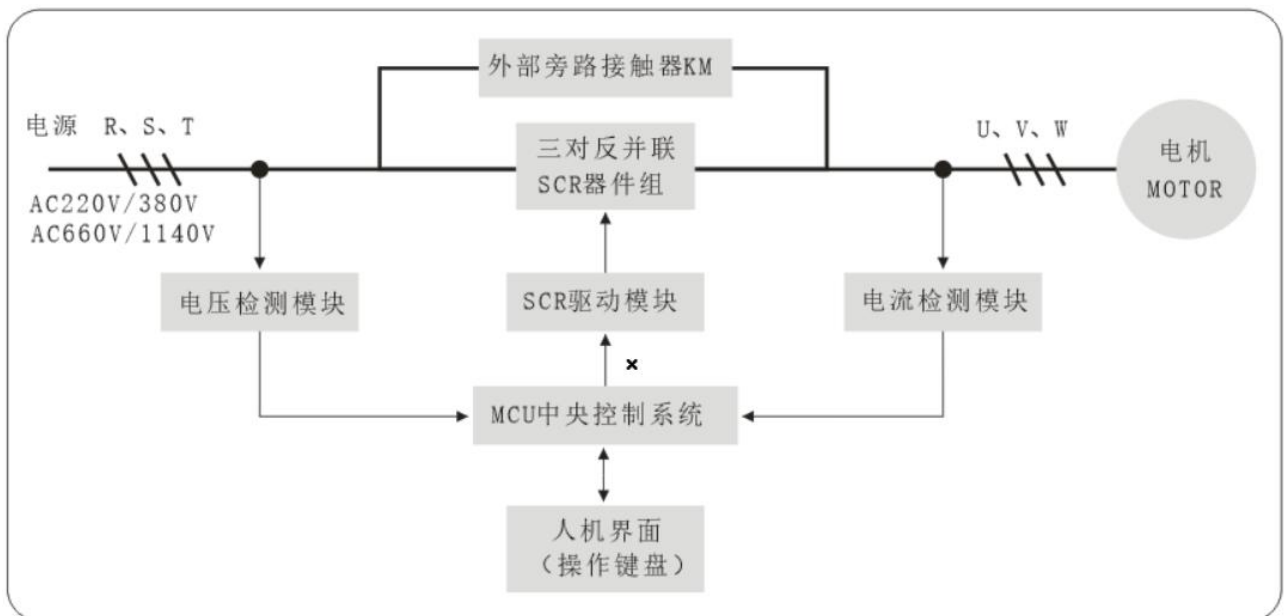 外部旁路接触器KM
电源 R、S、T
三对反并联
SCR器件组
U、V、W
电机
MOTOR
AC220V/380V
AC660V/1140V
电压检测模块
SCR驱动模块
电流检测模块
×
MCU中央控制系统
人机界面
（操作键盘）